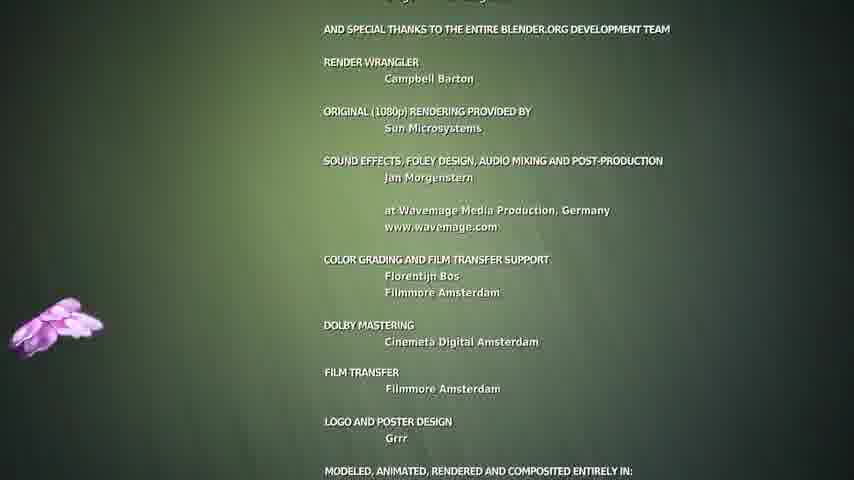 AND SPECIAL THANKS TO THE ENTIRE BLENDER.ORG DEVELOPMENT TEAM
RENDER WRANGLER
Campbell Barton
ORIGINAL (1080p) RENDERING PROVIDED BY
Sun Microsystems
SOUND EFFECTS, FOLEY DESIGN, AUDIO MIXING AND POST-PRODUCTION
Jan Morgenstern
at Wavemage Media Production, Germany
www.wavemage.com
COLOR GRADING AND FILM TRANSFER SUPPORT
Florentijn Bos
Filmmore Amsterdam
DOLBY MASTERING
Cinemeta Digital Amsterdam
FILM TRANSFER
Filmmore Amsterdam
LOGO AND POSTER DESIGN
Grrr
MODELED, ANIMATED, RENDERED AND COMPOSITED ENTIRELY IN: